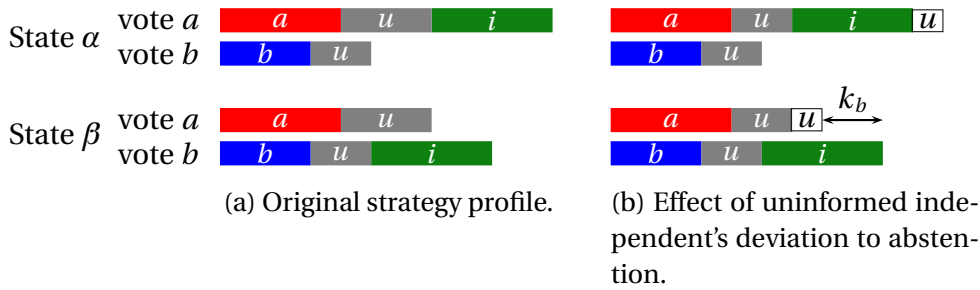 State α vote a a u i a u i u
vote b b u b u
State β vote a a u a u u k_b
vote b b u i b u i
(a) Original strategy profile.
(b) Effect of uninformed inde-
pendent's deviation to absten-
tion.